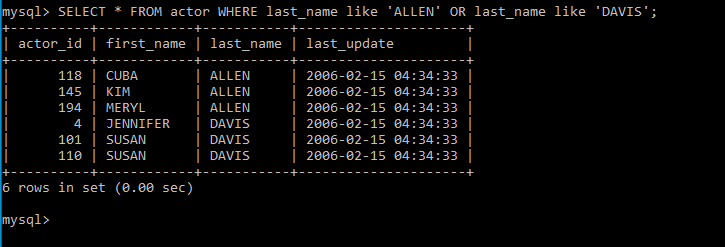 mysql> SELECT * FROM actor WHERE last_name like 'ALLEN' OR last_name like 'DAVIS';
+----------+------------+-----------+---------------------+
| actor_id | first_name | last_name | last_update         |
+----------+------------+-----------+---------------------+
|      118 | CUBA       | ALLEN     | 2006-02-15 04:34:33 |
|      145 | KIM        | ALLEN     | 2006-02-15 04:34:33 |
|      194 | MERYL      | ALLEN     | 2006-02-15 04:34:33 |
|        4 | JENNIFER   | DAVIS     | 2006-02-15 04:34:33 |
|      101 | SUSAN      | DAVIS     | 2006-02-15 04:34:33 |
|      110 | SUSAN      | DAVIS     | 2006-02-15 04:34:33 |
+----------+------------+-----------+---------------------+
6 rows in set (0.00 sec)
mysql>